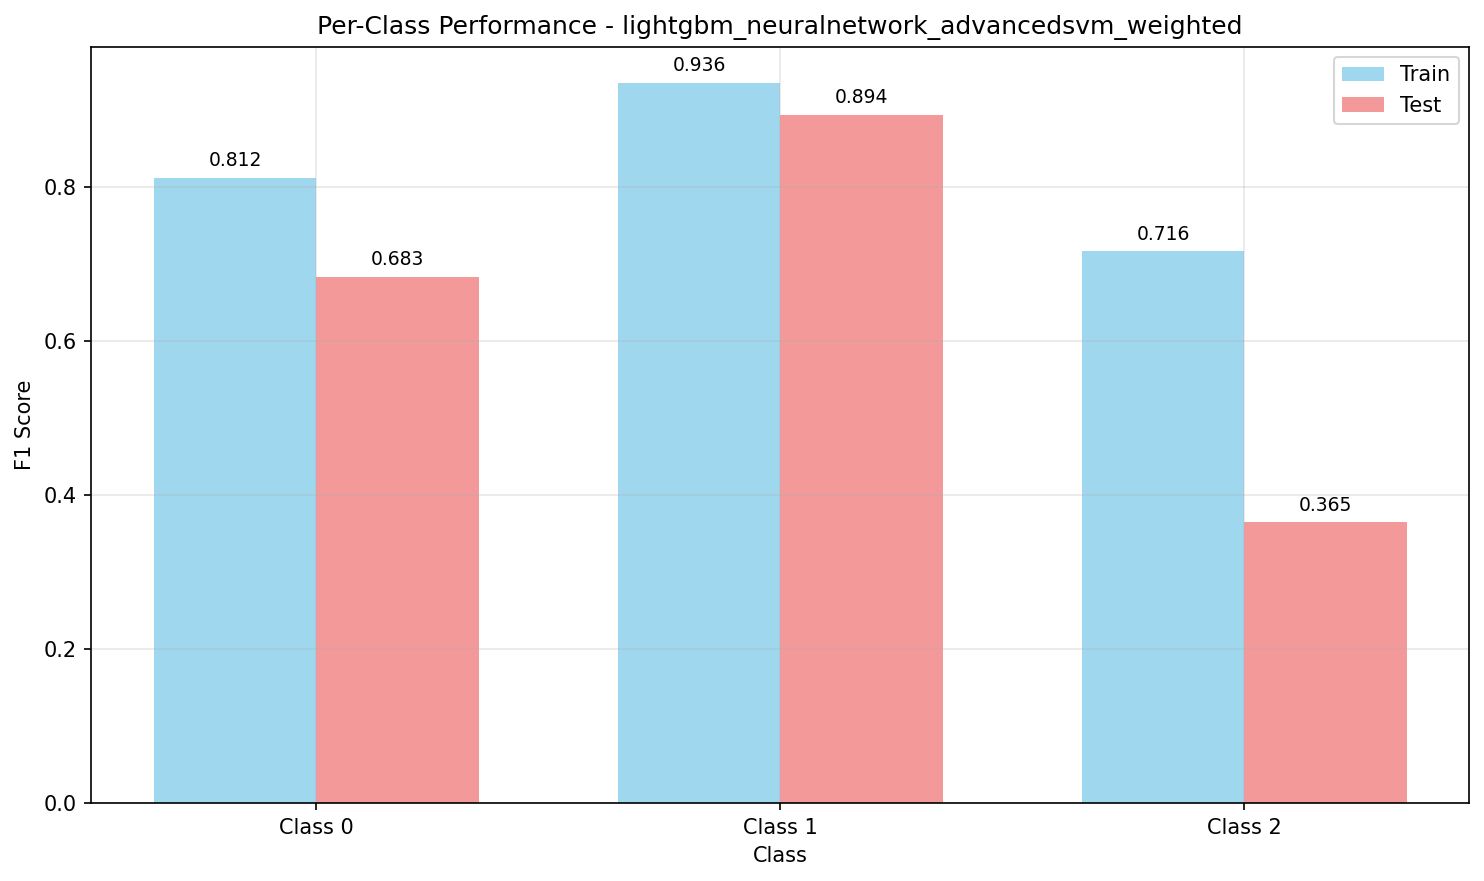 Per-Class Performance - lightgbm_neuralnetwork_advancedsvm_weighted
Train
Test
0.936
0.894
0.812
0.683
0.716
0.365
F1 Score
0.8
0.6
0.4
0.2
0.0
Class 0
Class 1
Class 2
Class